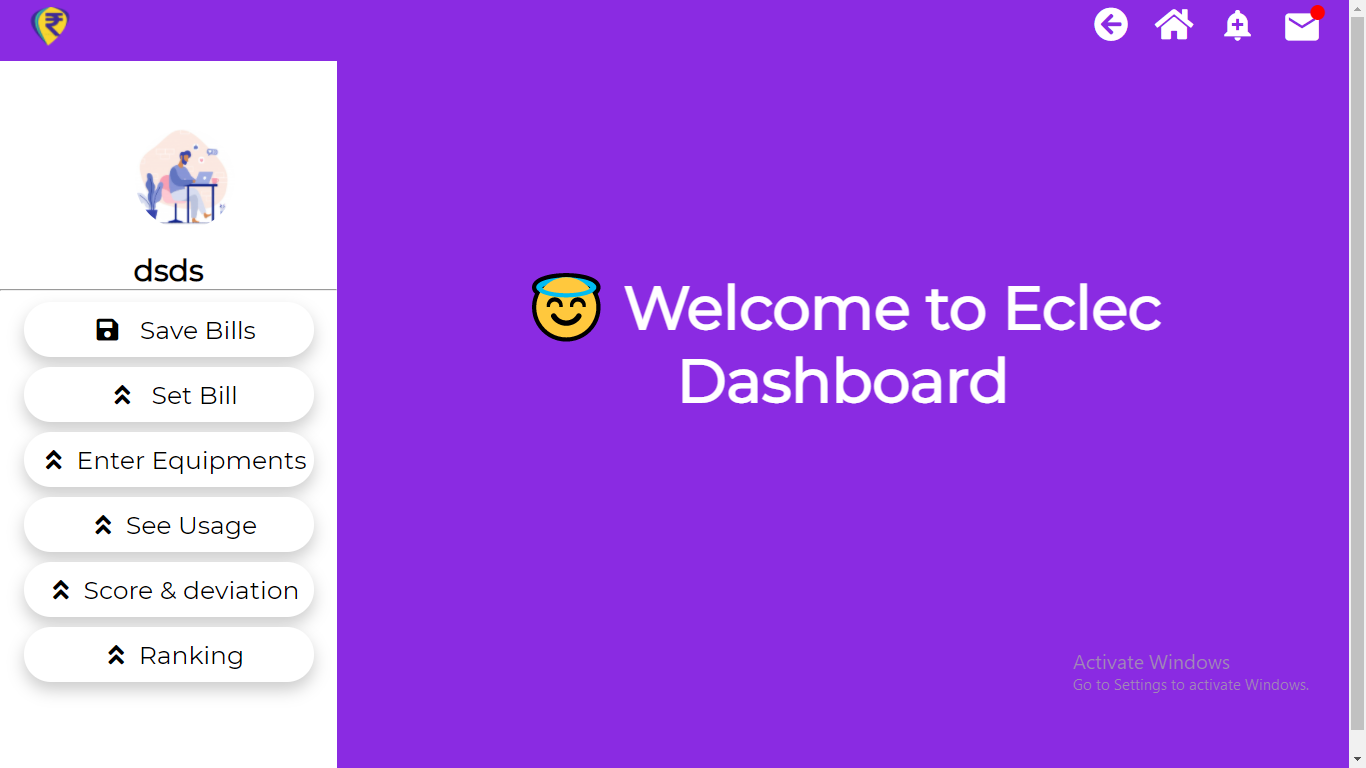 dsds
Save Bills
Set Bill
Enter Equipments
See Usage
Score & deviation
Ranking
Welcome to Eclec
Dashboard
Activate Windows
Go to Settings to activate Windows.